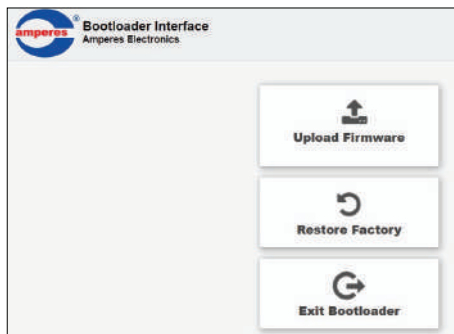 amperes
®
Bootloader Interface
Amperes Electronics
Upload Firmware
Restore Factory
Exit Bootloader